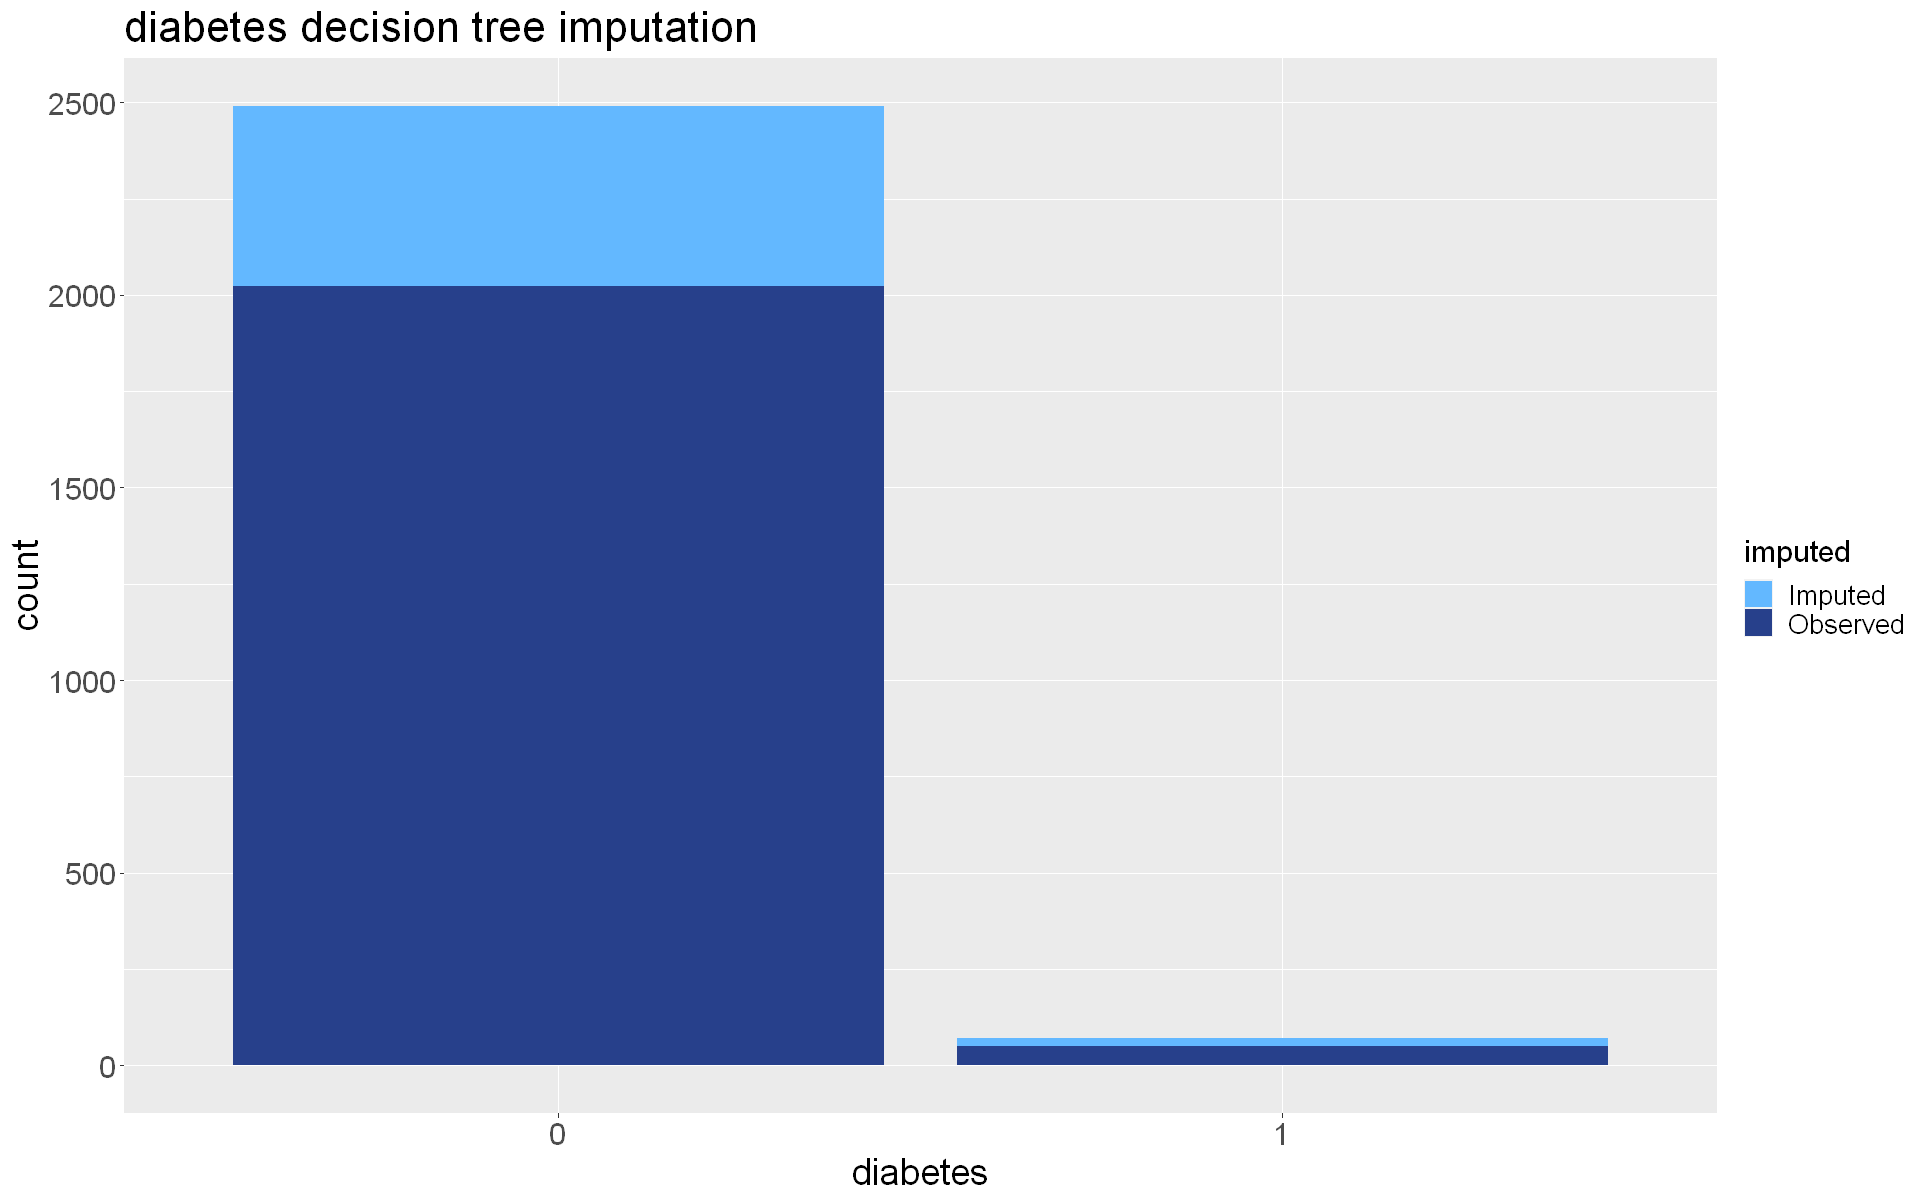 diabetes decision tree imputation
2500
2000
1500
1000
500
0
count
0
1
diabetes
imputed
Imputed
Observed